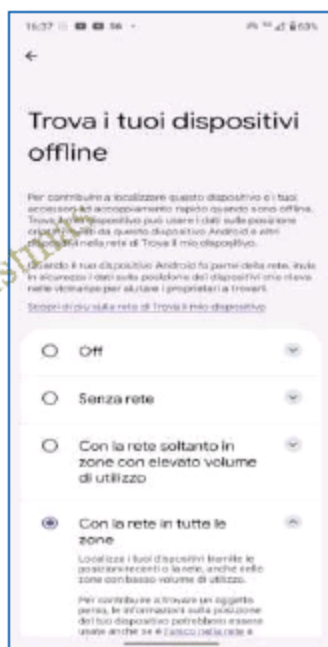 16:37
63%
Trova i tuoi dispositivi
offline
Per contribuire a localizzare questo dispositivo o i tuoi
accessori ad accoppiamento rapido quando sono offline,
Trova il mio dispositivo può usare i dati sulla posizione
da questo dispositivo Android e altri
dispositivi nella rete di Trova il mio dispositivo.
Quando il tuo dispositivo Android fa parte della rete, invia
in sicurezza i dati sulla posizione dei dispositivi che rileva
nelle vicinanze per aiutare i proprietari a trovarli.
Scopri di più sulla rete di Trova il mio dispositivo
Off
Senza rete
Con la rete soltanto in
zone con elevato volume
di utilizzo
Con la rete in tutte le
zone
Localizza i tuoi dispositivi tramite le
posizioni recenti o la rete, anche nelle
zone con basso volume di utilizzo.
Per contribuire a trovare un oggetto
perso, le informazioni sulla posizione
del tuo dispositivo potrebbero essere
usate anche se è l'unico nella rete a